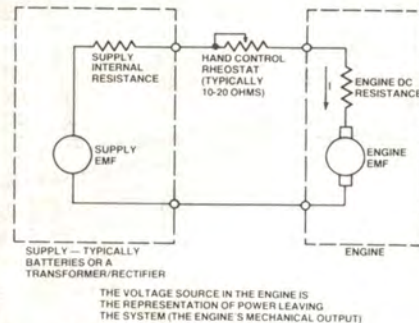 SUPPLY
INTERNAL
RESISTANCE
HAND CONTROL
RHEOSTAT
(TYPICALLY
10-20 OHMS)
I
ENGINE DC
RESISTANCE
SUPPLY
EMF
ENGINE
EMF
SUPPLY — TYPICALLY
BATTERIES OR A
TRANSFORMER/RECTIFIER
ENGINE
THE VOLTAGE SOURCE IN THE ENGINE IS
THE REPRESENTATION OF POWER LEAVING
THE SYSTEM (THE ENGINE'S MECHANICAL OUTPUT)